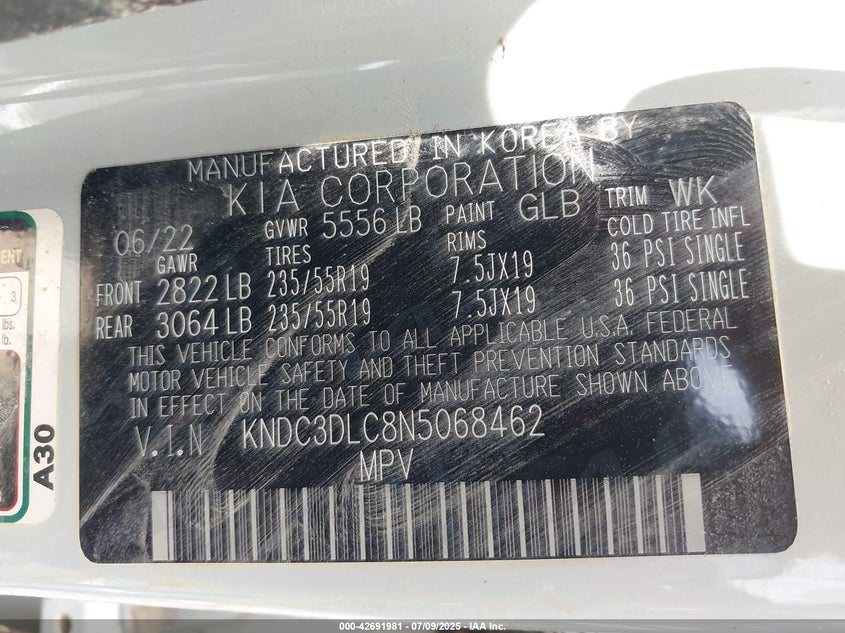 MANUFACTURED IN KOREA BY
KIA CORPORATION
06/22 GVWR 5556 LB PAINT GLB TRIM WK
GAWR TIRES RIMS COLD TIRE INFL
FRONT 2822 LB 235/55R19 7.5JX19 36 PSI SINGLE
REAR 3064 LB 235/55R19 7.5JX19 36 PSI SINGLE
THIS VEHICLE CONFORMS TO ALL APPLICABLE U.S.A. FEDERAL
MOTOR VEHICLE SAFETY AND THEFT PREVENTION STANDARDS
IN EFFECT ON THE DATE OF MANUFACTURE SHOWN ABOVE
V.I.N KNDC3DLC8N5068462
MPV
3
lbs.
lb.
A30
000-42691981 / 07/09/2025 - IAA Inc.